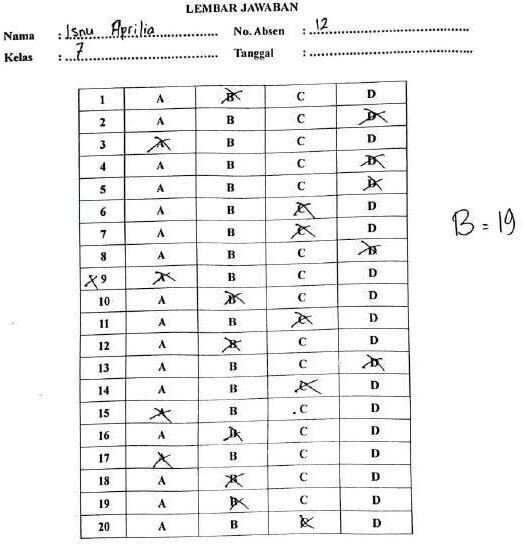 LEMBAR JAWABAN
Nama : Isnu Aprilia No. Absen : 12
Kelas : 7 Tanggal :
1 A B C D
2 A B C D
3 A B C D
4 A B C D
5 A B C D
6 A B C D
7 A B C D
B = 19
8 A B C D
X 9 A B C D
10 A B C D
11 A B C D
12 A B C D
13 A B C D
14 A B C D
15 A B C D
16 A B C D
17 A B C D
18 A B C D
19 A B C D
20 A B C D